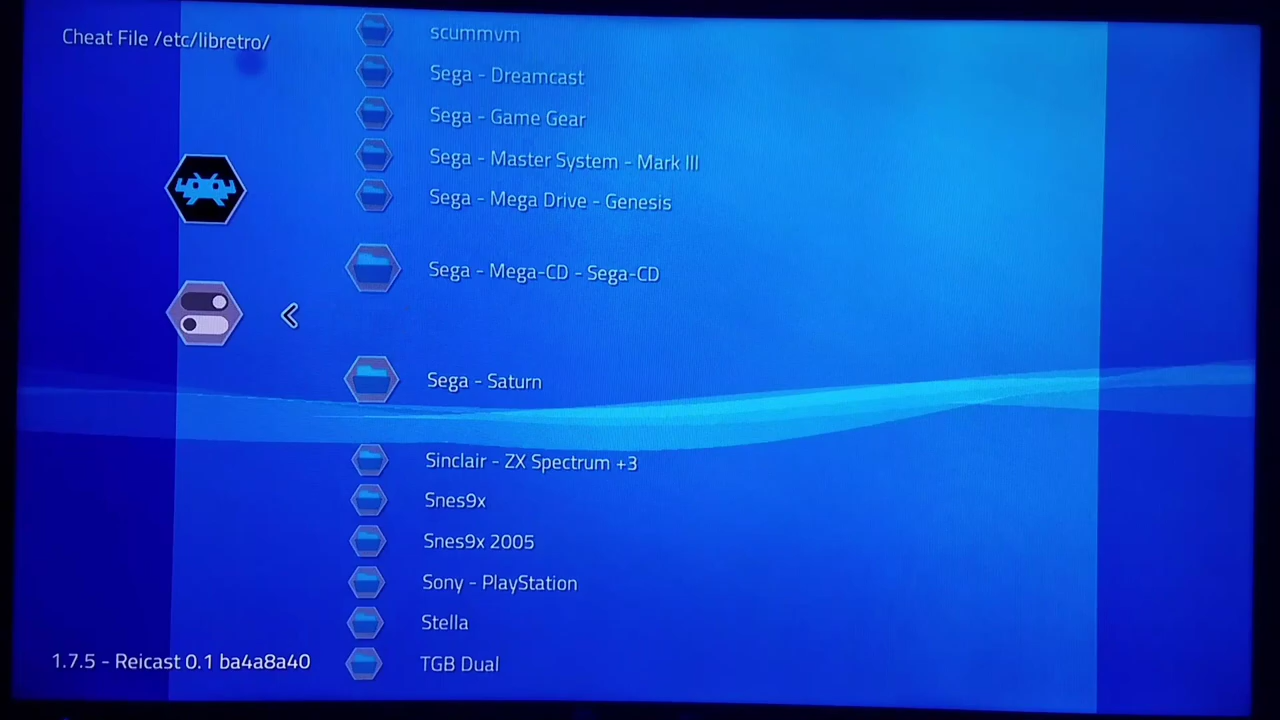 Cheat File /etc/libretro/
scummvm
Sega - Dreamcast
Sega - Game Gear
Sega - Master System - Mark III
Sega - Mega Drive - Genesis
Sega - Mega-CD - Sega-CD
Sega - Saturn
Sinclair - ZX Spectrum +3
Snes9x
Snes9x 2005
Sony - PlayStation
Stella
TGB Dual
1.7.5 - Reicast 0.1 ba4a8a40